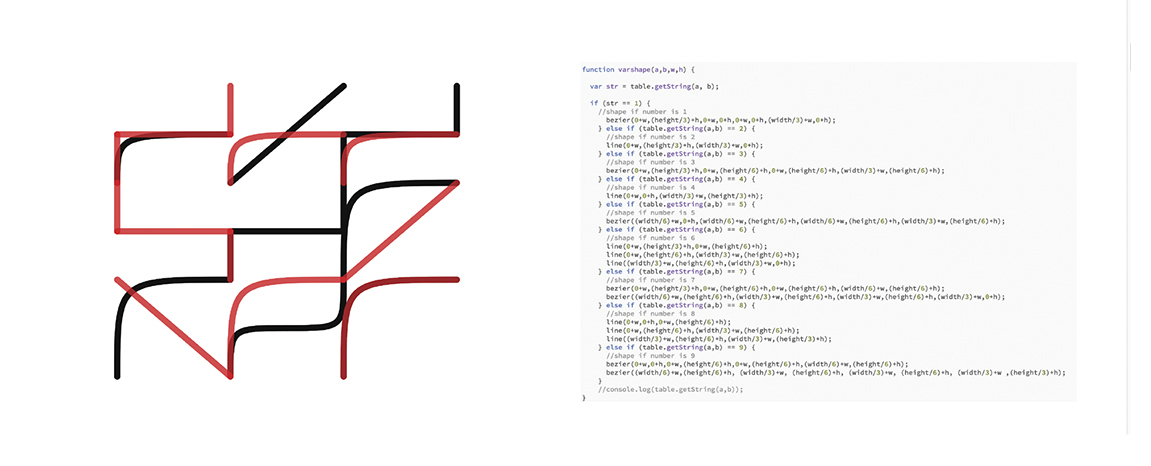 function varshape(a,b,w,h) {
var str = table.getString(a, b);
if (str == 1) {
//shape if number is 1
bezier(0+w,(height/3)+h,0+w,0+h,0+w,0+h,(width/3)+w,0+h);
} else if (table.getString(a,b) == 2) {
//shape if number is 2
line(0+w,(height/3)+h,(width/3)+w,0+h);
} else if (table.getString(a,b) == 3) {
//shape if number is 3
bezier(0+w,(height/3)+h,0+w,(height/6)+h,0+w,(height/6)+h,(width/3)+w,(height/6)+h);
} else if (table.getString(a,b) == 4) {
//shape if number is 4
line(0+w,0+h,(width/3)+w,(height/3)+h);
} else if (table.getString(a,b) == 5) {
//shape if number is 5
bezier((width/6)+w,0+h,(width/6)+w,(height/6)+h,(width/6)+w,(height/6)+h,(width/3)+w,(height/6)+h);
} else if (table.getString(a,b) == 6) {
//shape if number is 6
line(0+w,(height/3)+h,0+w,(height/6)+h);
line(0+w,(height/6)+h,(width/3)+w,(height/6)+h);
line((width/3)+w,(height/6)+h,(width/3)+w,0+h);
} else if (table.getString(a,b) == 7) {
//shape if number is 7
bezier(0+w,(height/3)+h,0+w,(height/6)+h,0+w,(height/6)+h,(width/6)+w,(height/6)+h);
bezier((width/6)+w,(height/6)+h,(width/3)+w,(height/6)+h,(width/3)+w,(height/6)+h,(width/3)+w,0+h);
} else if (table.getString(a,b) == 8) {
//shape if number is 8
line(0+w,0+h,0+w,(height/6)+h);
line(0+w,(height/6)+h,(width/3)+w,(height/6)+h);
line((width/3)+w,(height/6)+h,(width/3)+w,(height/3)+h);
} else if (table.getString(a,b) == 9) {
//shape if number is 9
bezier(0+w,0+h,0+w,(height/6)+h,0+w,(height/6)+h,(width/6)+w,(height/6)+h);
bezier((width/6)+w,(height/6)+h, (width/3)+w, (height/6)+h, (width/3)+w, (height/6)+h, (width/3)+w ,(height/3)+h);
}
//console.log(table.getString(a,b));
}